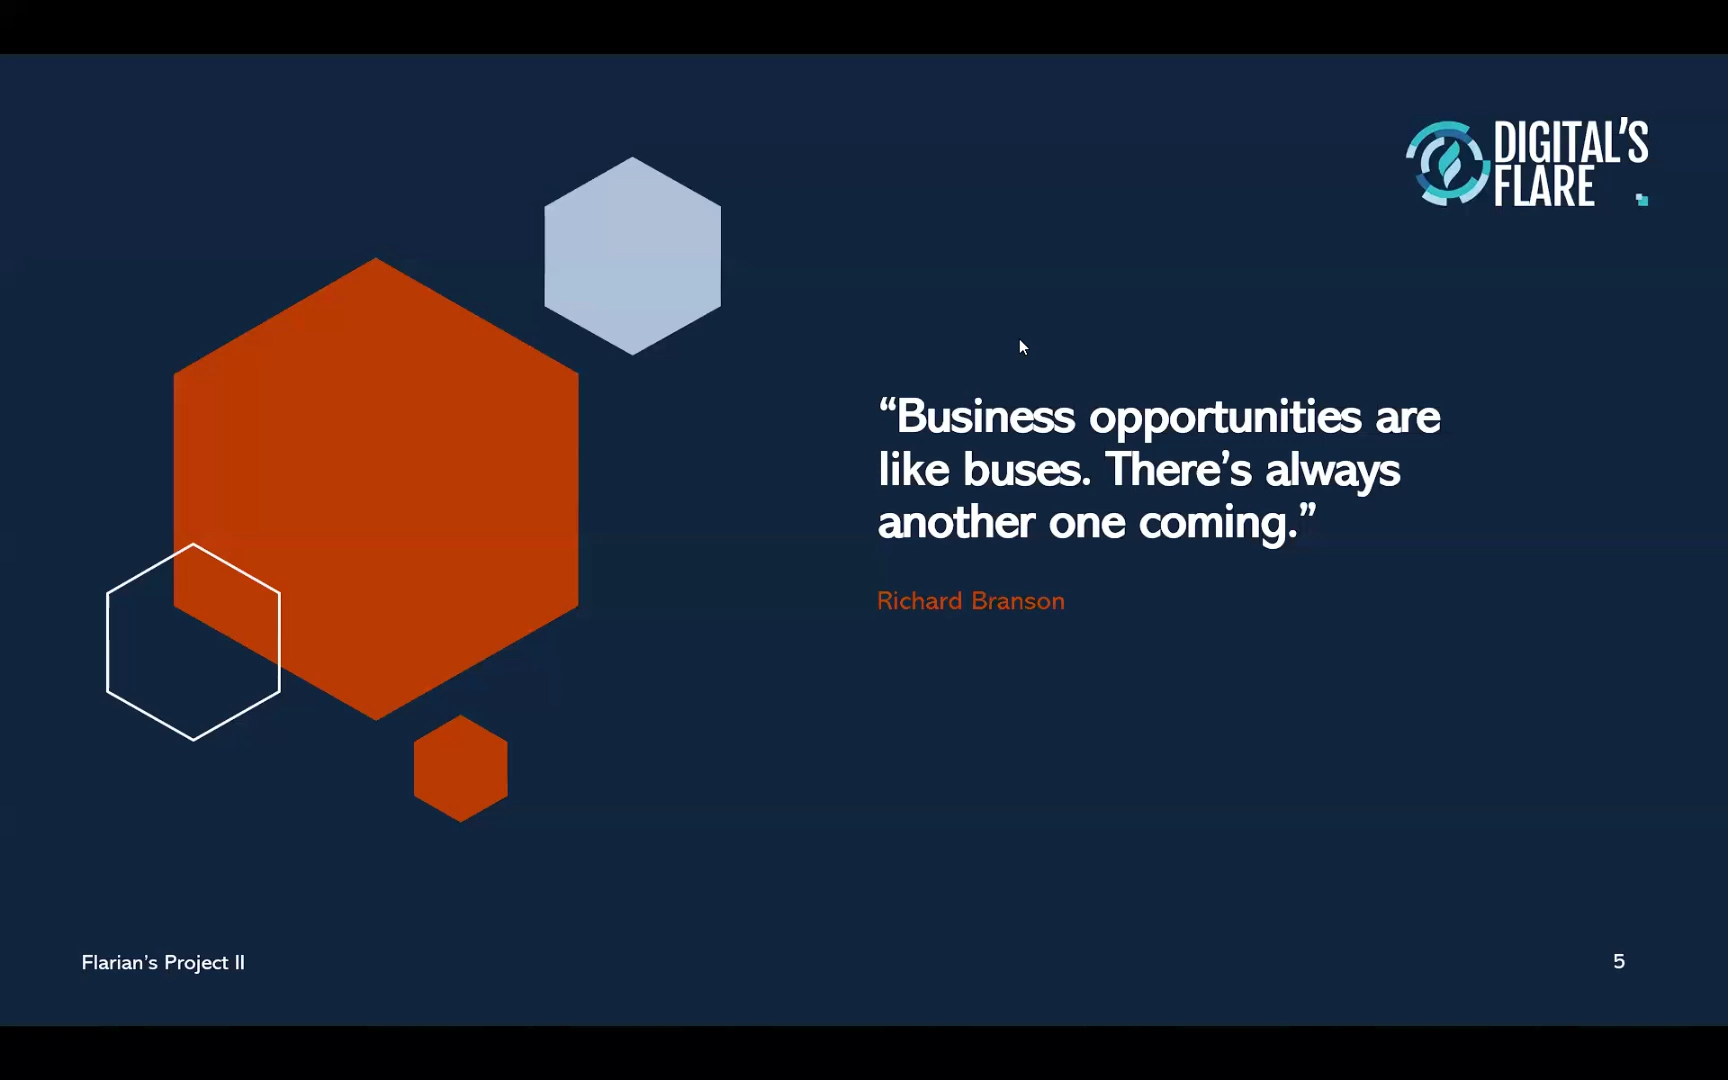 DIGITAL'S
FLARE
“Business opportunities are
like buses. There’s always
another one coming.”
Richard Branson
Flarian’s Project II
5